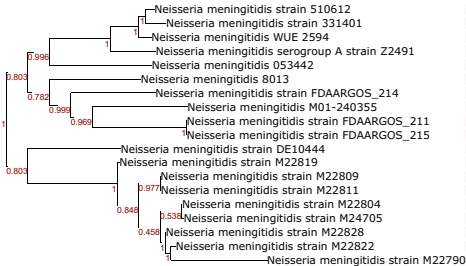 Neisseria meningitidis strain 510612
1
Neisseria meningitidis strain 331401
1
Neisseria meningitidis WUE 2594
1
Neisseria meningitidis serogroup A strain Z2491
0.996
Neisseria meningitidis 053442
0.803
Neisseria meningitidis 8013
0.782
Neisseria meningitidis strain FDAARGOS_214
0.999
Neisseria meningitidis M01-240355
0.969
Neisseria meningitidis strain FDAARGOS_211
1
Neisseria meningitidis strain FDAARGOS_215
1
Neisseria meningitidis strain DE10444
0.803
Neisseria meningitidis strain M22819
1
Neisseria meningitidis strain M22809
0.977
Neisseria meningitidis strain M22811
0.848
Neisseria meningitidis strain M22804
0.538
Neisseria meningitidis strain M24705
0.458
Neisseria meningitidis strain M22828
Neisseria meningitidis strain M22822
1
1
Neisseria meningitidis strain M22790